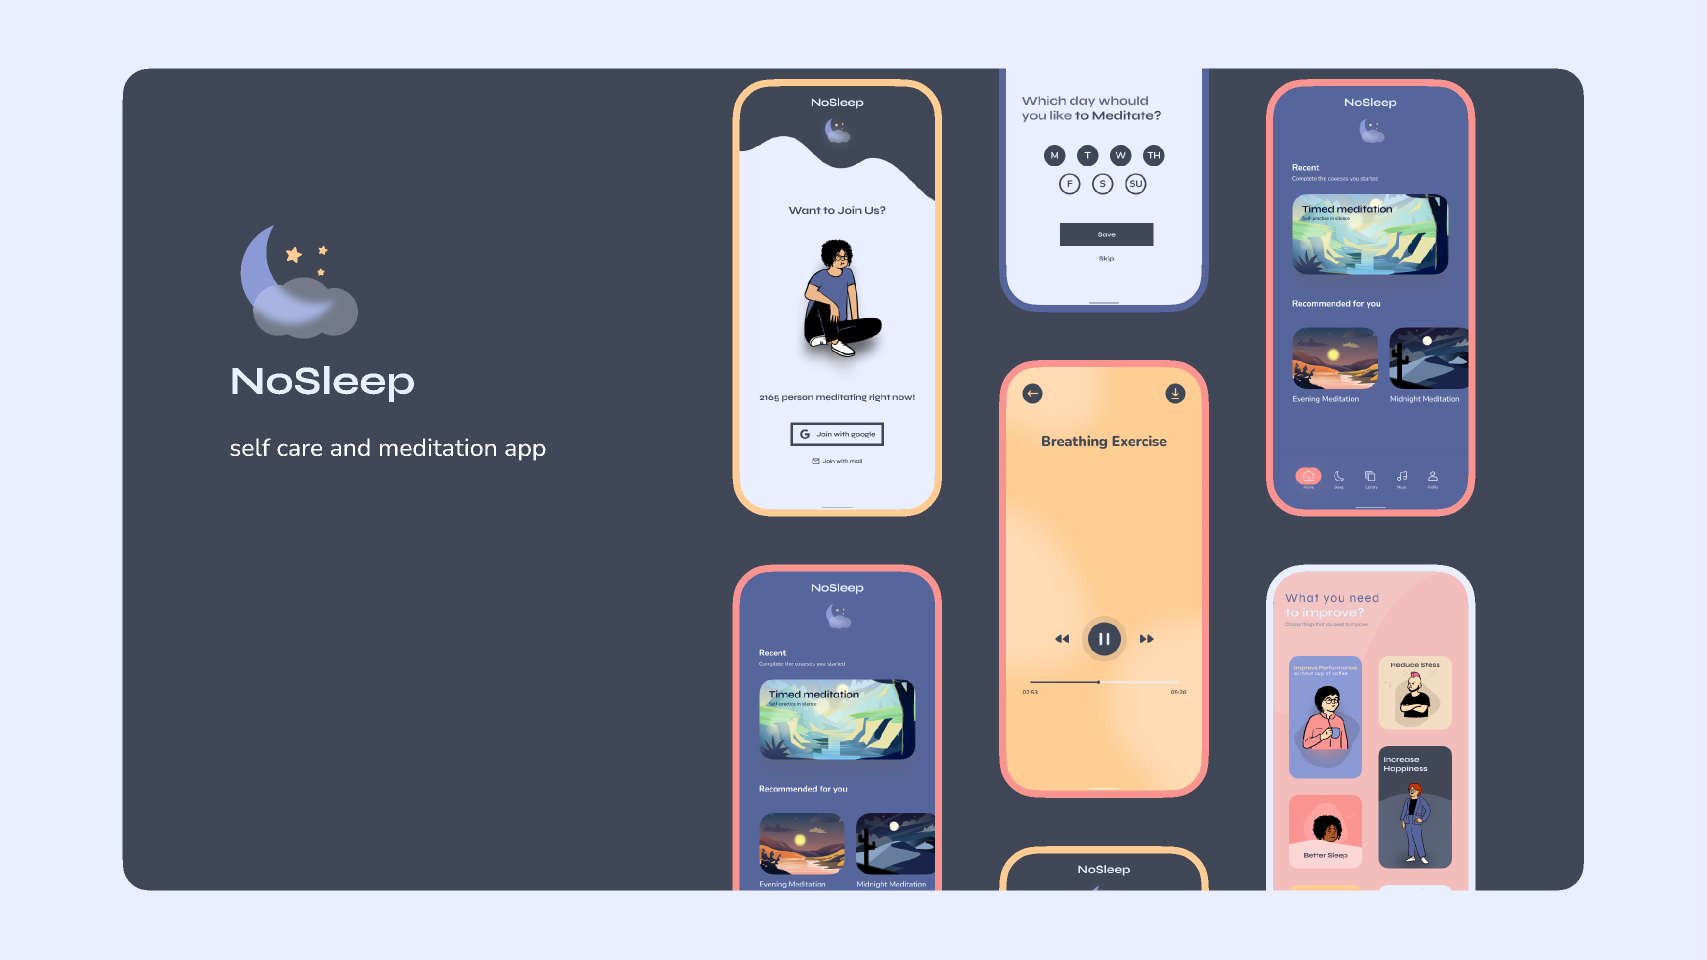 NoSleep
self care and meditation app
NoSleep
Want to Join Us?
2165 person meditating right now!
Join with google
Join with mail
NoSleep
Recent
Complete the courses you started
Timed meditation
Self-practice in silence
Recommended for you
Evening Meditation
Midnight Meditation
Which day whould
you like to Meditate?
M T W TH
F S SU
Save
Skip
Breathing Exercise
02:53 05:26
NoSleep
NoSleep
Recent
Complete the courses you started
Timed meditation
Self-practice in silence
Recommended for you
Evening Meditation
Midnight Meditation
Home Sleep Library Music Profile
What you need
to improve?
Choose things that you need to improve
Improve Performance
without cup of coffee
Reduce Stess
Increase
Happiness
Better Sleep